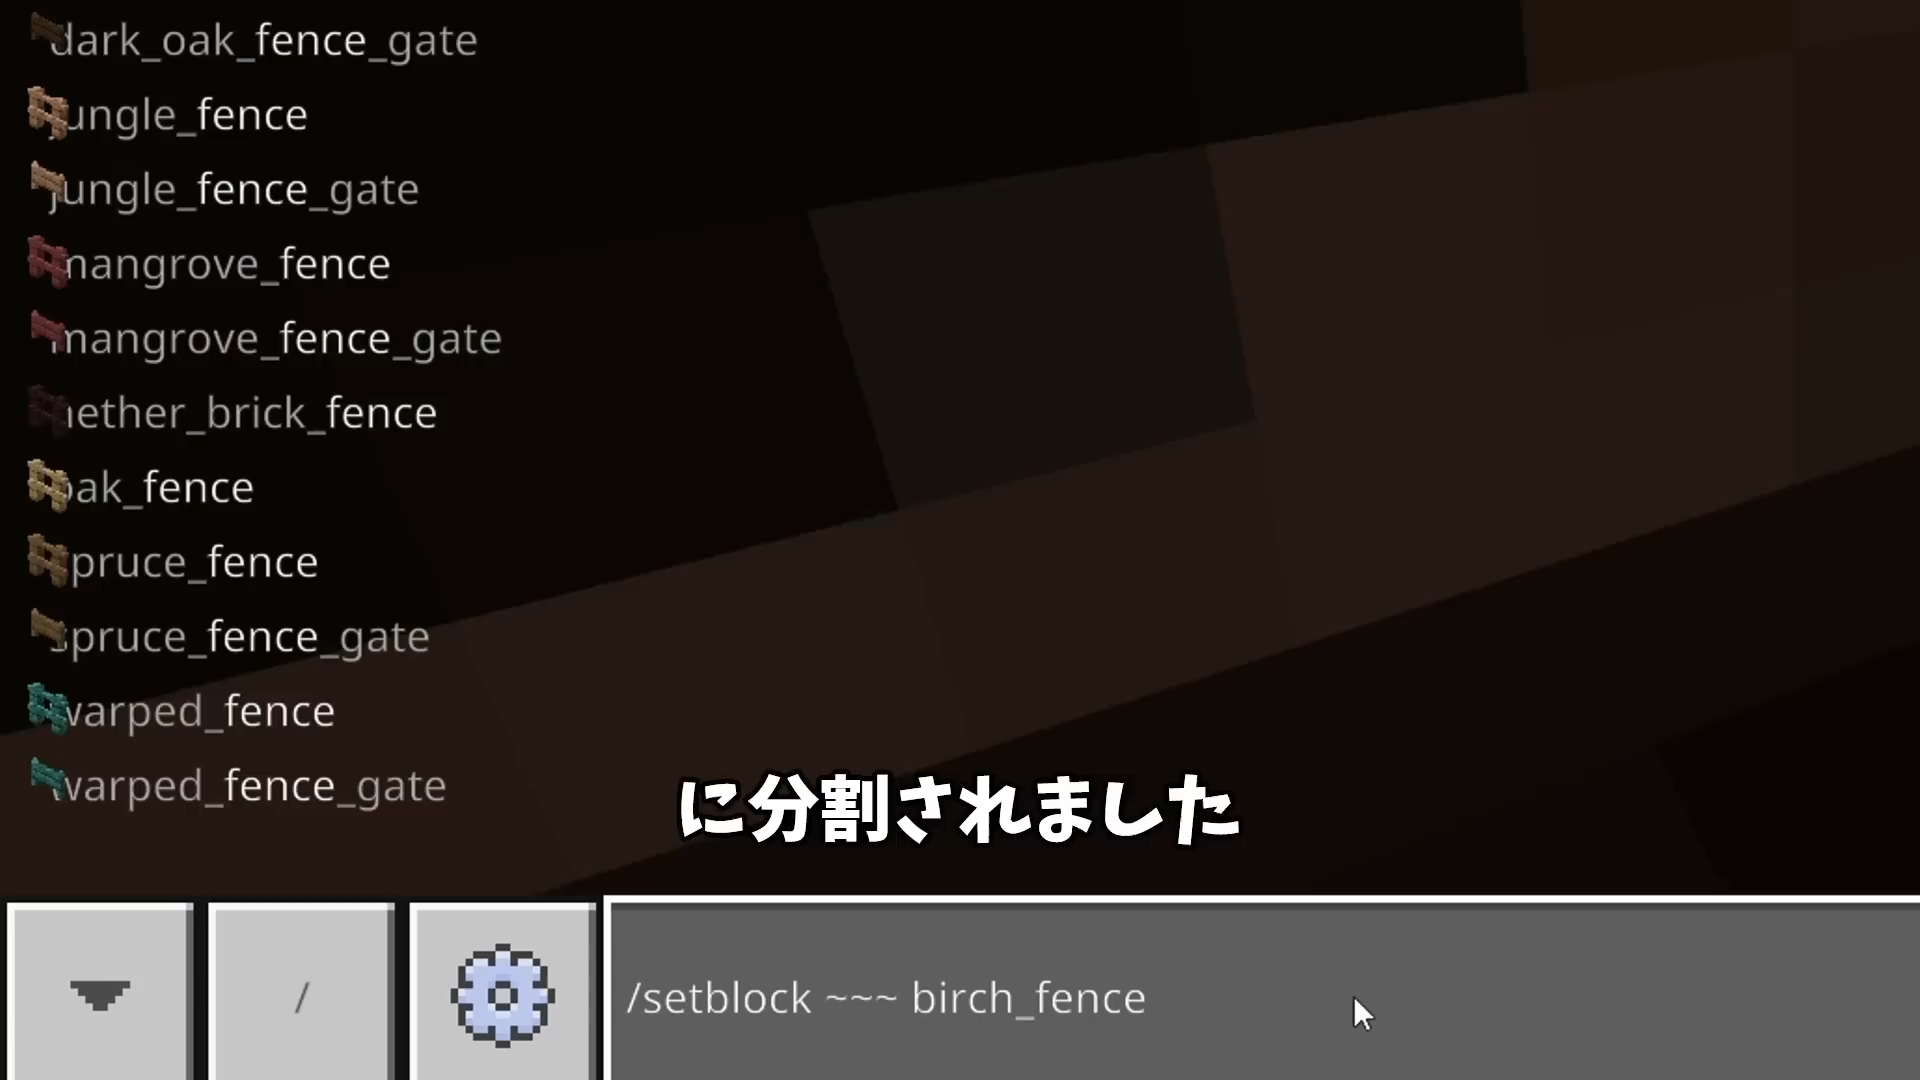 dark_oak_fence_gate
jungle_fence
jungle_fence_gate
mangrove_fence
mangrove_fence_gate
nether_brick_fence
oak_fence
spruce_fence
spruce_fence_gate
warped_fence
warped_fence_gate
に分割されました
/
/setblock ~~~ birch_fence